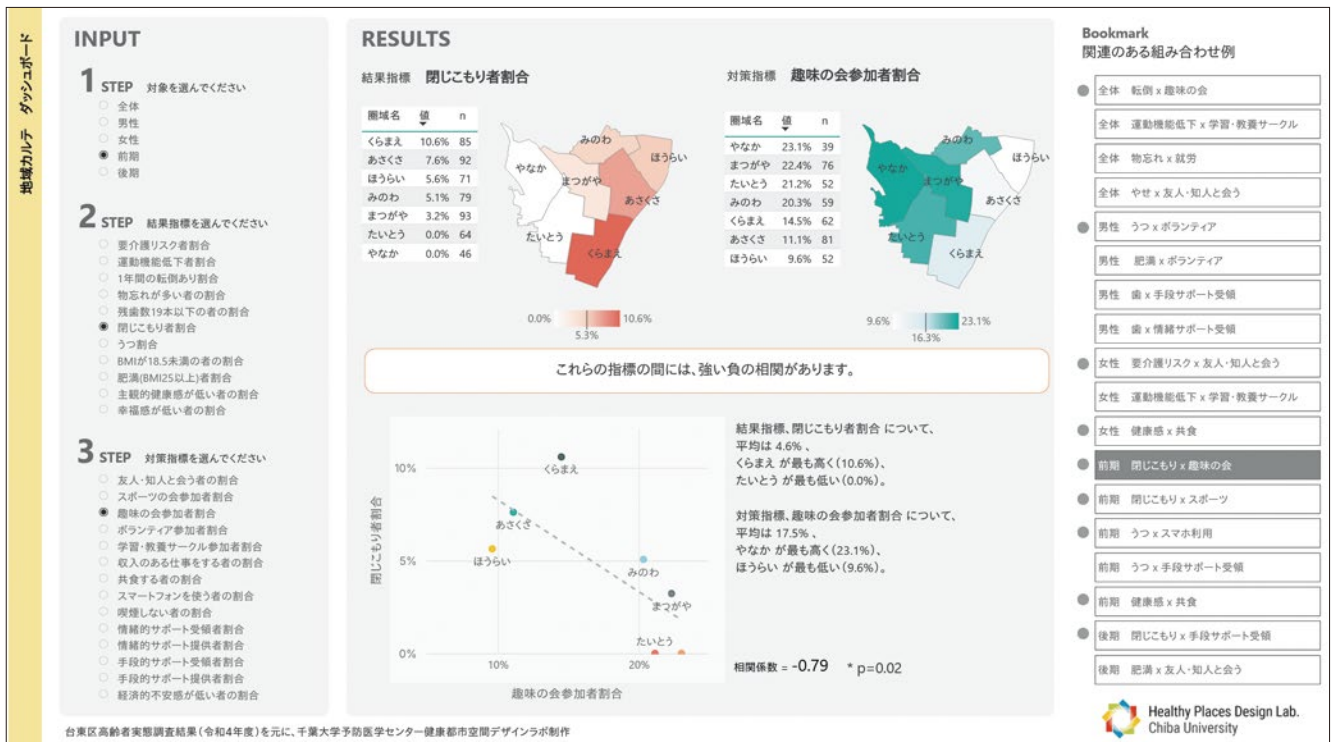 地域カルテ ダッシュボード
INPUT
1 STEP 対象を選んでください
全体
男性
女性
前期
後期
2 STEP 結果指標を選んでください
要介護リスク者割合
運動機能低下者割合
1年間の転倒あり割合
物忘れが多い者の割合
残歯数19本以下の者の割合
閉じこもり者割合
うつ割合
BMIが18.5未満の者の割合
肥満(BMI25以上)者割合
主観的健康感が低い者の割合
幸福感が低い者の割合
3 STEP 対策指標を選んでください
友人・知人と会う者の割合
スポーツの会参加者割合
趣味の会参加者割合
ボランティア参加者割合
学習・教養サークル参加者割合
収入のある仕事をする者の割合
共食する者の割合
スマートフォンを使う者の割合
喫煙しない者の割合
情緒的サポート受領者割合
情緒的サポート提供者割合
手段的サポート受領者割合
手段的サポート提供者割合
経済的不安感が低い者の割合
RESULTS
結果指標 閉じこもり者割合
圏域名 値 n
くらまえ 10.6% 85
あさくさ 7.6% 92
ほうらい 5.6% 71
みのわ 5.1% 79
まつがや 3.2% 93
たいとう 0.0% 64
やなか 0.0% 46
みのわ
ほうらい
やなか
まつがや
あさくさ
たいとう
くらまえ
0.0% 10.6%
5.3%
対策指標 趣味の会参加者割合
圏域名 値 n
やなか 23.1% 39
まつがや 22.4% 76
たいとう 21.2% 52
みのわ 20.3% 59
くらまえ 14.5% 62
あさくさ 11.1% 81
ほうらい 9.6% 52
みのわ
ほうらい
やなか
まつがや
あさくさ
たいとう
くらまえ
9.6% 23.1%
16.3%
これらの指標の間には、強い負の相関があります。
閉じこもり者割合
10%
5%
0%
くらまえ
あさくさ
ほうらい
みのわ
まつがや
たいとう
10% 20%
趣味の会参加者割合
結果指標、閉じこもり者割合 について、
平均は 4.6% 、
くらまえ が最も高く(10.6%)、
たいとう が最も低い(0.0%)。
対策指標、趣味の会参加者割合 について、
平均は 17.5% 、
やなか が最も高く(23.1%)、
ほうらい が最も低い(9.6%)。
相関係数 = -0.79 * p=0.02
Bookmark
関連のある組み合わせ例
全体 転倒 x 趣味の会
全体 運動機能低下 x 学習・教養サークル
全体 物忘れ x 就労
全体 やせ x 友人・知人と会う
男性 うつ x ボランティア
男性 肥満 x ボランティア
男性 歯 x 手段サポート受領
男性 歯 x 情緒サポート受領
女性 要介護リスク x 友人・知人と会う
女性 運動機能低下 x 学習・教養サークル
女性 健康感 x 共食
前期 閉じこもり x 趣味の会
前期 閉じこもり x スポーツ
前期 うつ x スマホ利用
前期 うつ x 手段サポート受領
前期 健康感 x 共食
後期 閉じこもり x 手段サポート受領
後期 肥満 x 友人・知人と会う
Healthy Places Design Lab.
Chiba University
台東区高齢者実態調査結果(令和4年度)を元に、千葉大学予防医学センター健康都市空間デザインラボ制作